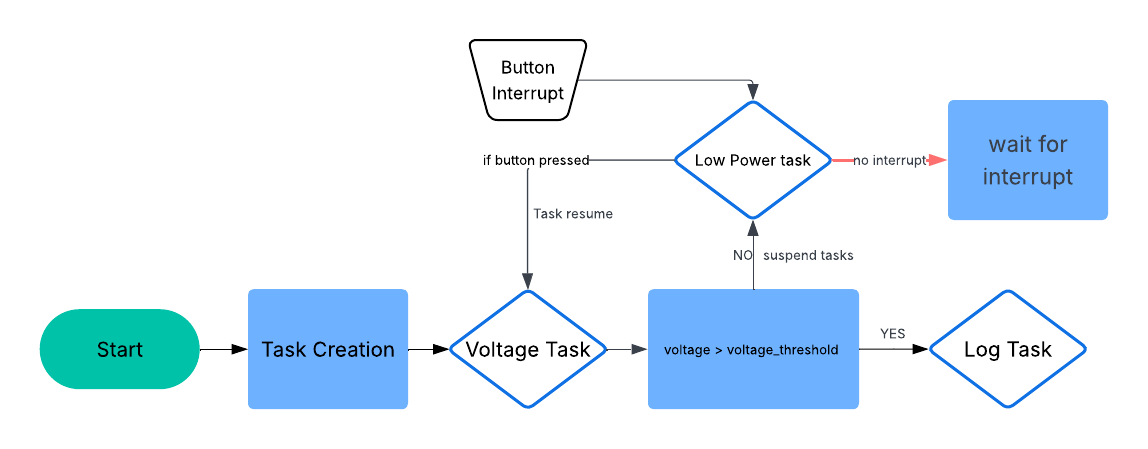 Button
Interrupt
if button pressed
Low Power task
no interrupt
wait for
interrupt
Task resume
NO
suspend tasks
Start
Task Creation
Voltage Task
voltage > voltage_threshold
YES
Log Task